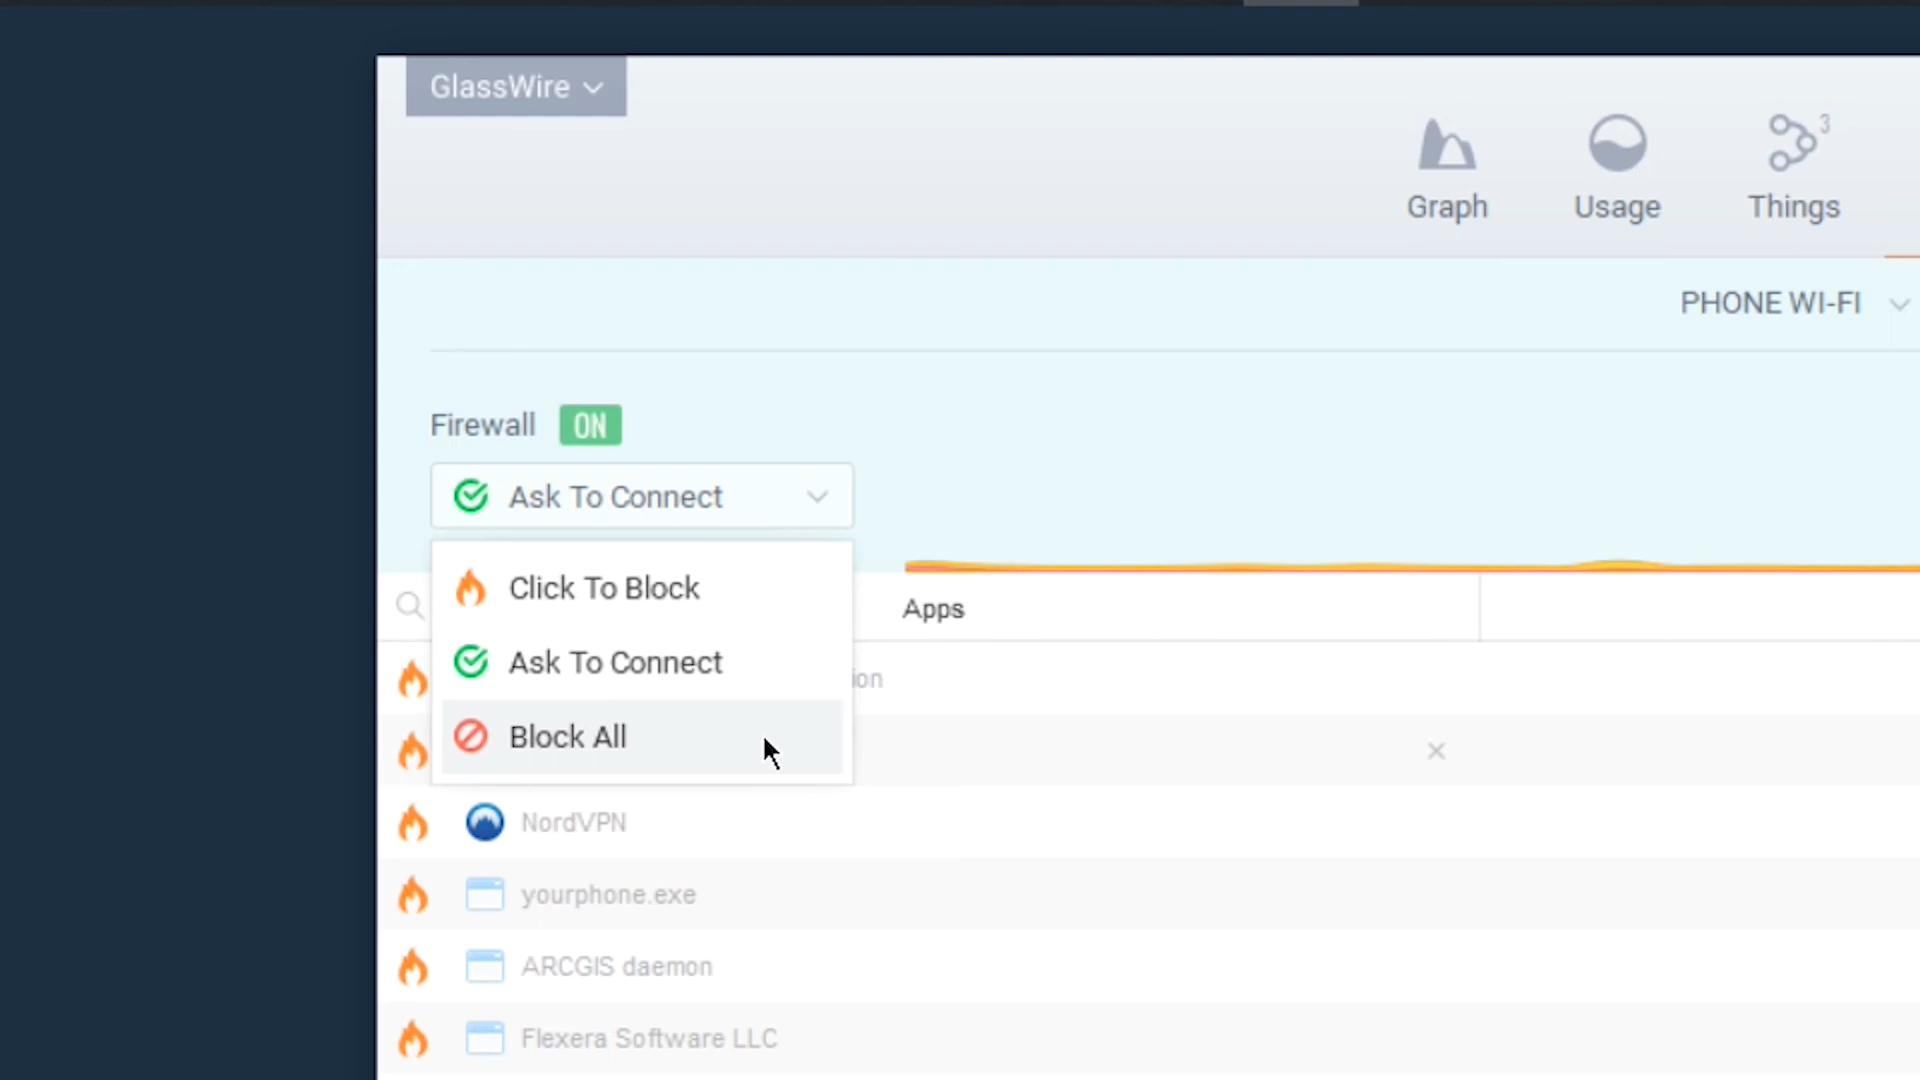 GlassWire
3
Graph
Usage
Things
PHONE WI-FI
Firewall
ON
Ask To Connect
Click To Block
Ask To Connect
Block All
Apps
ion
NordVPN
yourphone.exe
ARCGIS daemon
Flexera Software LLC